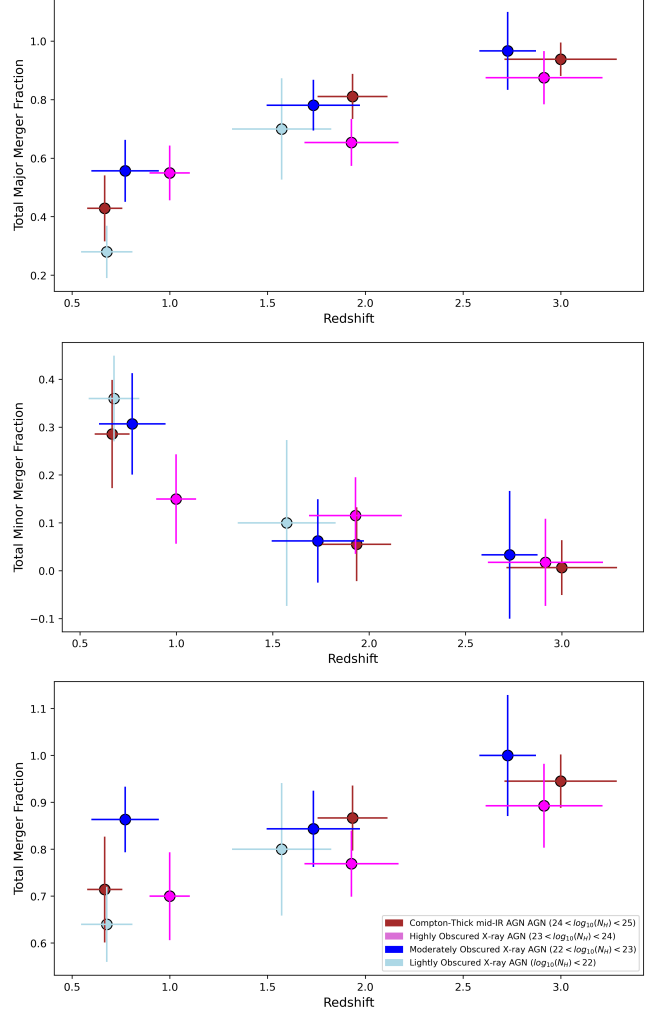 Total Major Merger Fraction
1.0
0.8
0.6
0.4
0.2
0.5 1.0 1.5 2.0 2.5 3.0
Redshift
Total Minor Merger Fraction
0.4
0.3
0.2
0.1
0.0
−0.1
0.5 1.0 1.5 2.0 2.5 3.0
Redshift
Total Merger Fraction
1.1
1.0
0.9
0.8
0.7
0.6
Compton-Thick mid-IR AGN AGN (24 < log₁₀(N_H) < 25)
Highly Obscured X-ray AGN (23 < log₁₀(N_H) < 24)
Moderately Obscured X-ray AGN (22 < log₁₀(N_H) < 23)
Lightly Obscured X-ray AGN (log₁₀(N_H) < 22)
0.5 1.0 1.5 2.0 2.5 3.0
Redshift